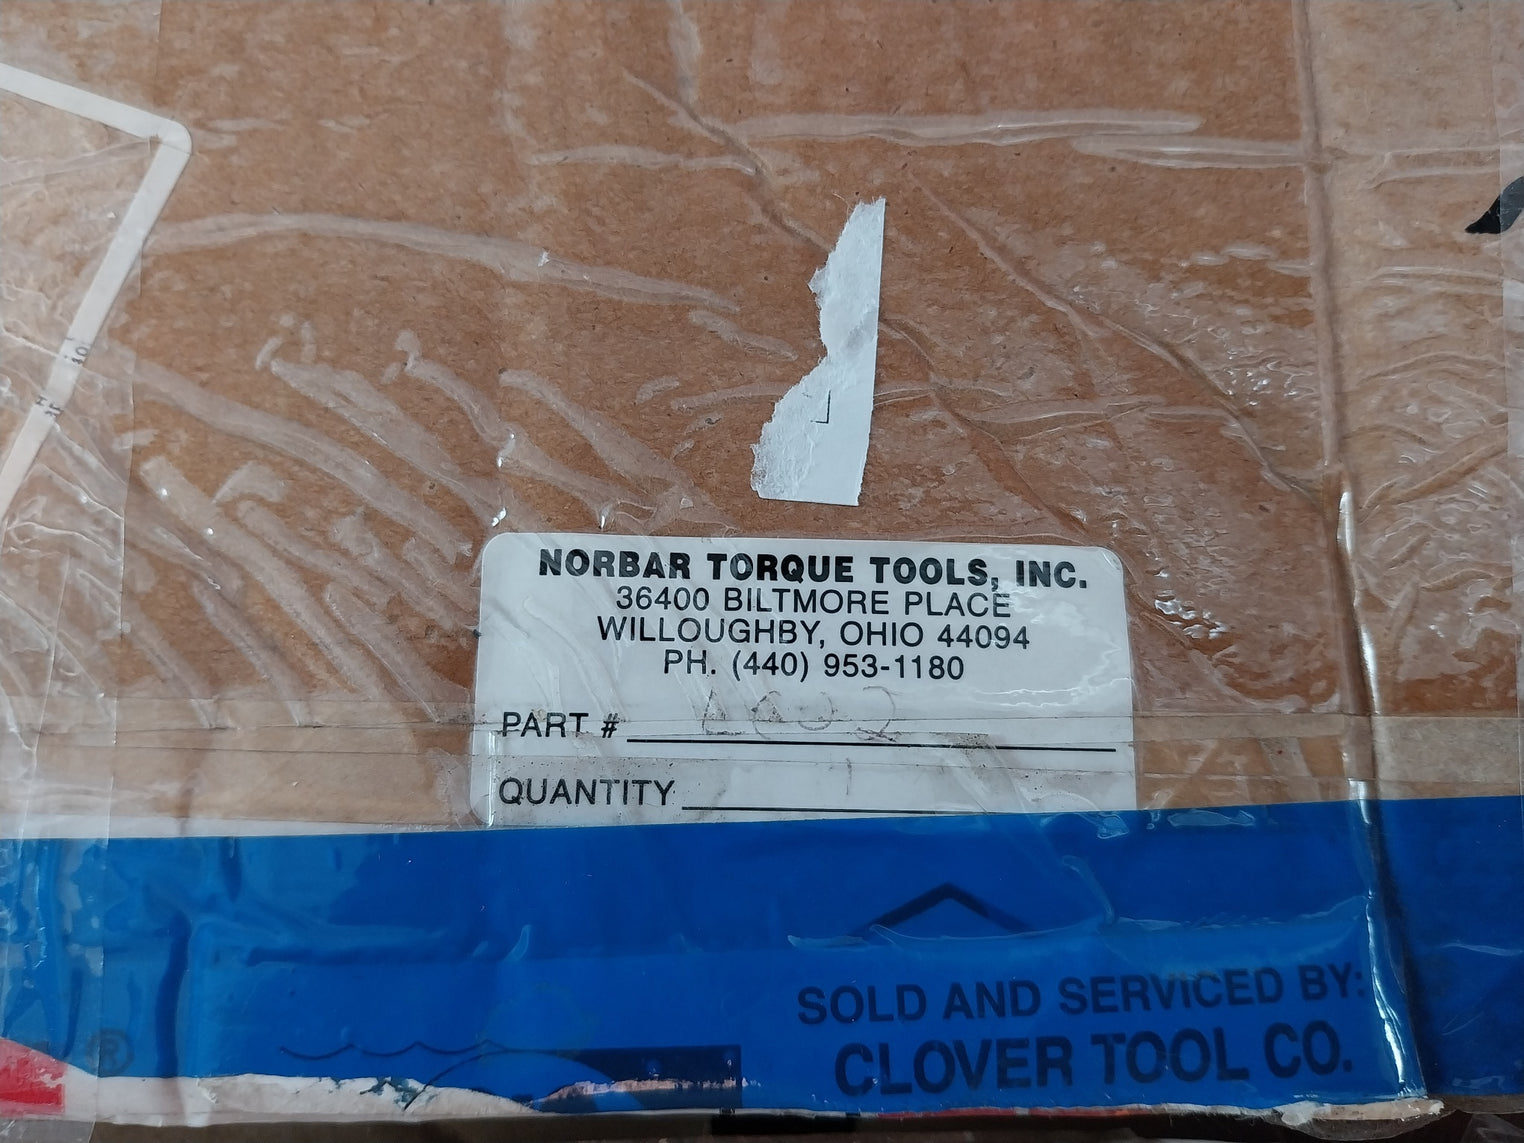 NORBAR TORQUE TOOLS, INC.
36400 BILTMORE PLACE
WILLOUGHBY, OHIO 44094
PH. (440) 953-1180
PART #
QUANTITY 1
SOLD AND SERVICED BY:
CLOVER TOOL CO.
®